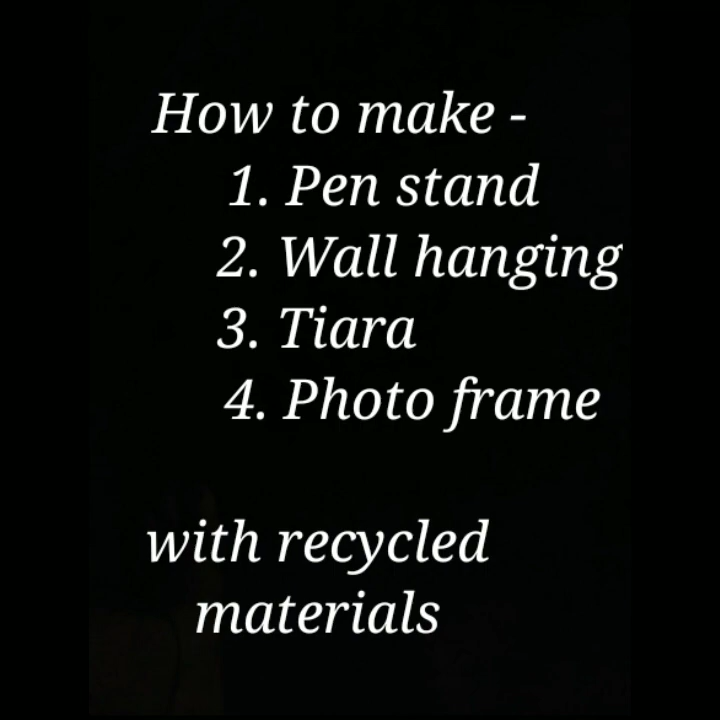 How to make -
1. Pen stand
2. Wall hanging
3. Tiara
4. Photo frame
with recycled
materials